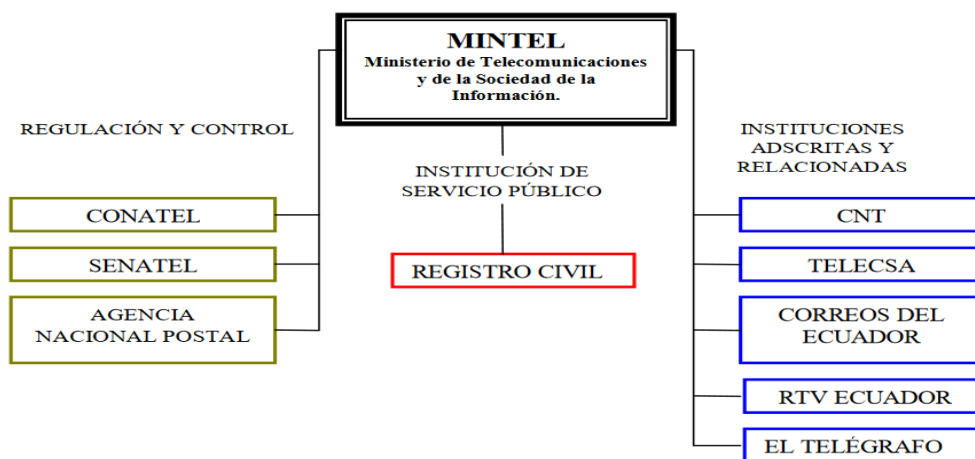 MINTEL
Ministerio de Telecomunicaciones
y de la Sociedad de la
Información.
REGULACIÓN Y CONTROL
CONATEL
SENATEL
AGENCIA
NACIONAL POSTAL
INSTITUCIÓN DE
SERVICIO PÚBLICO
REGISTRO CIVIL
INSTITUCIONES
ADSCRITAS Y
RELACIONADAS
CNT
TELECSA
CORREOS DEL
ECUADOR
RTV ECUADOR
EL TELÉGRAFO